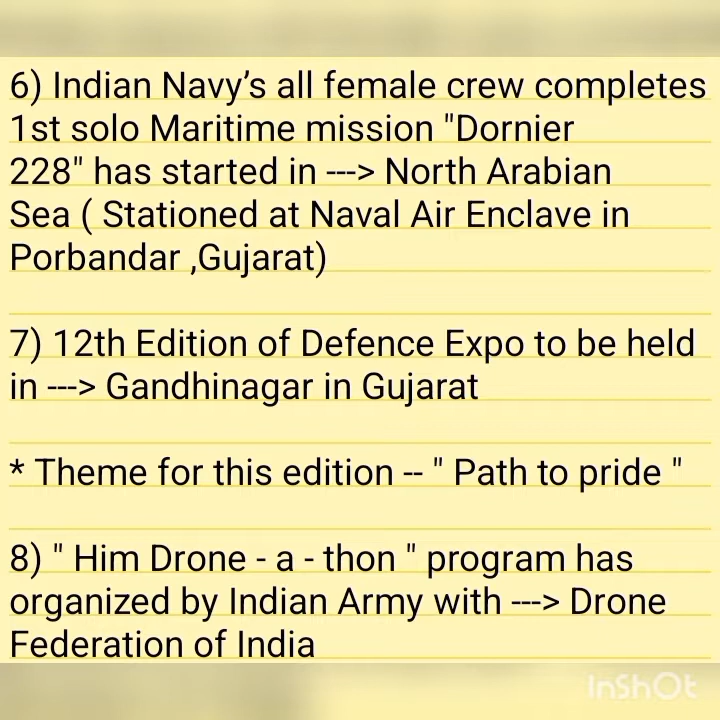 6) Indian Navy’s all female crew completes
1st solo Maritime mission "Dornier
228" has started in ---> North Arabian
Sea ( Stationed at Naval Air Enclave in
Porbandar ,Gujarat)
7) 12th Edition of Defence Expo to be held
in ---> Gandhinagar in Gujarat
* Theme for this edition -- " Path to pride "
8) " Him Drone - a - thon " program has
organized by Indian Army with ---> Drone
Federation of India
InShOt